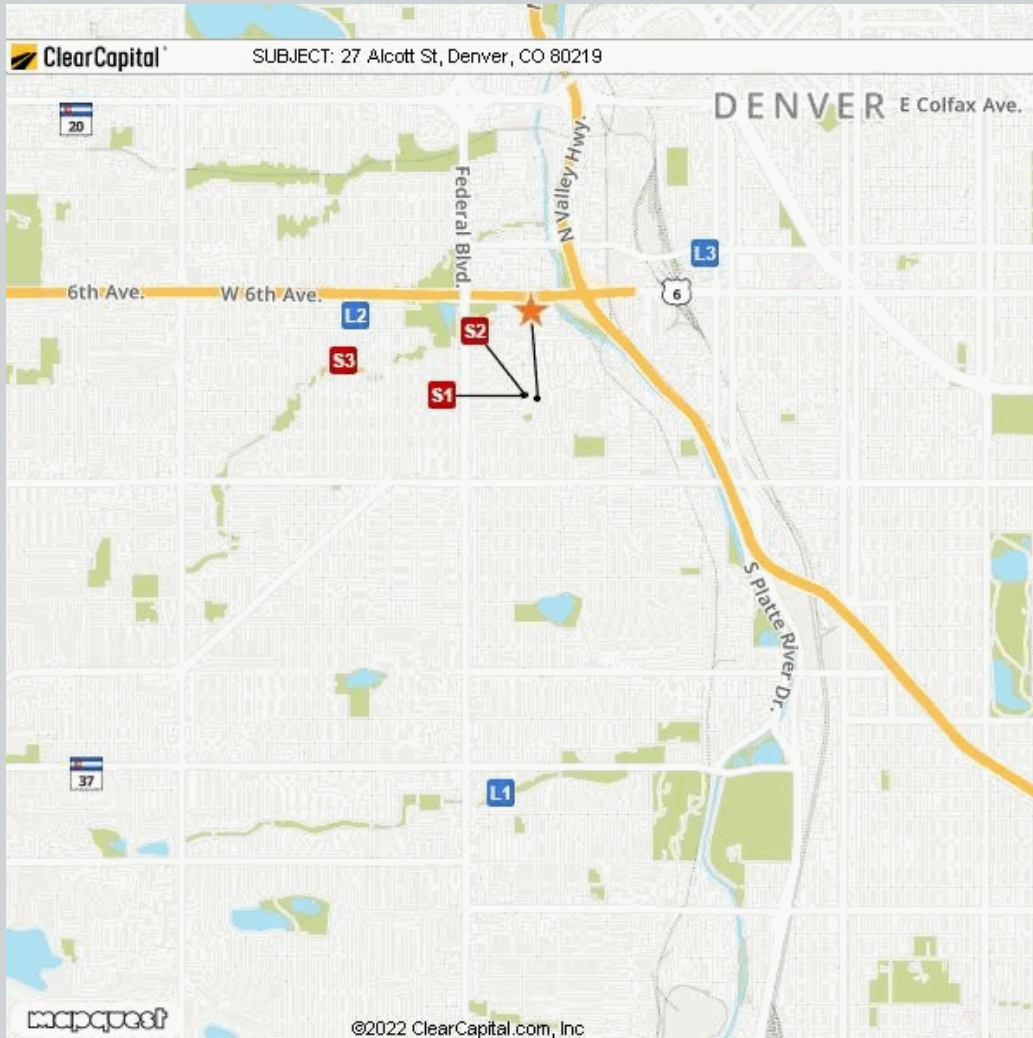 ClearCapital
SUBJECT: 27 Alcott St, Denver, CO 80219
DENVER
E Colfax Ave.
20
N Valley Hwy.
Federal Blvd.
L3
6th Ave.
W 6th Ave.
6
L2
S2
S3
S1
S Platte River Dr.
37
L1
mapquest
©2022 ClearCapital.com, Inc